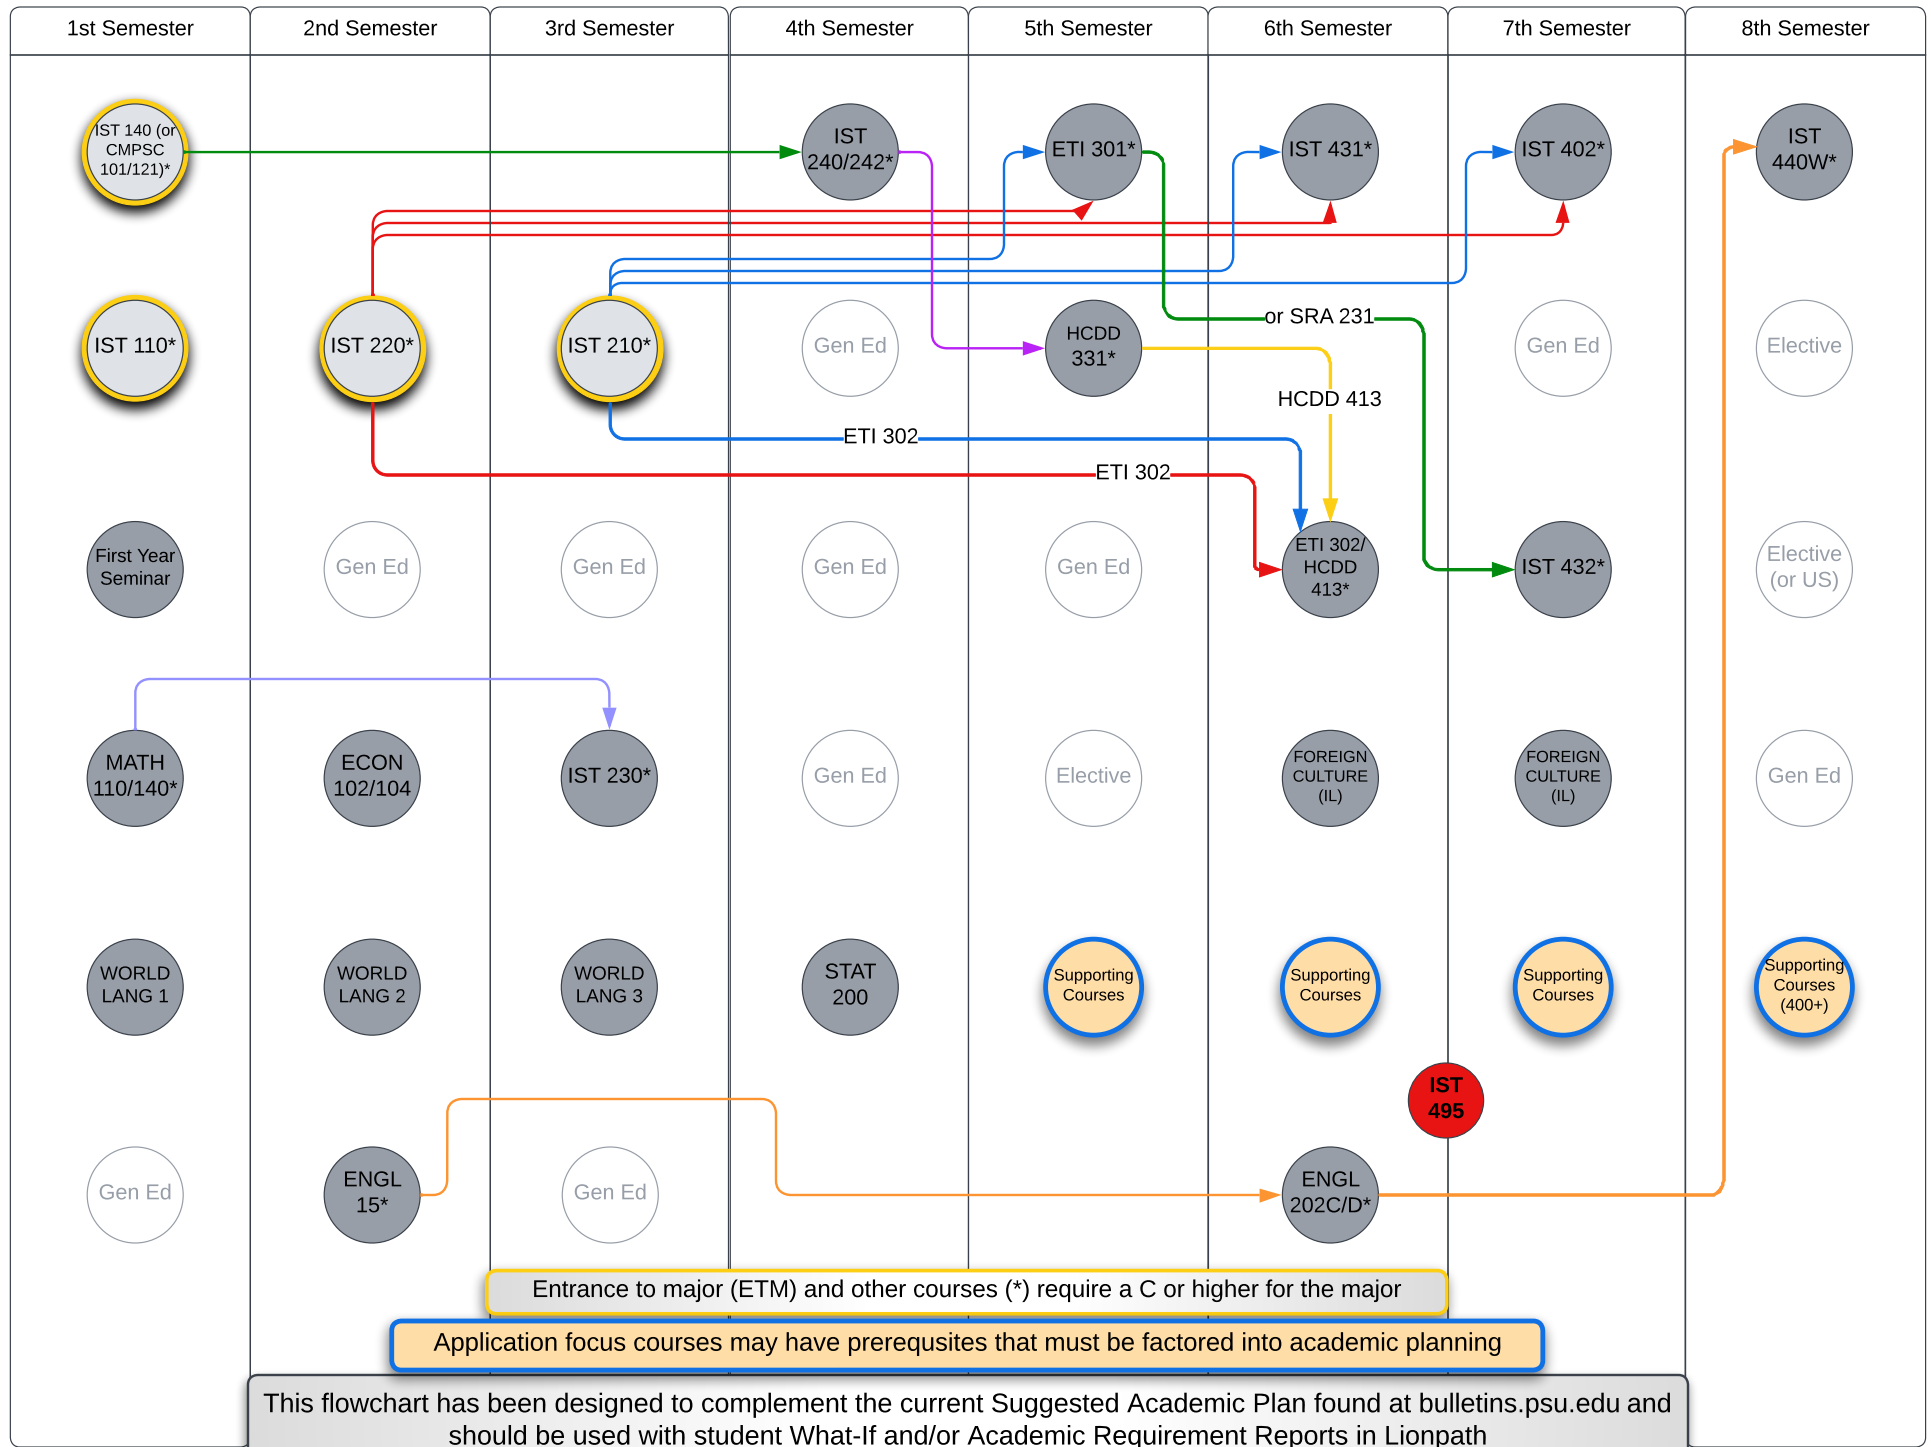 1st Semester
2nd Semester
3rd Semester
4th Semester
5th Semester
6th Semester
7th Semester
8th Semester
IST 140 (or
CMPSC
101/121)*
IST
240/242*
ETI 301*
IST 431*
IST 402*
IST
440W*
IST 110*
IST 220*
IST 210*
Gen Ed
HCDD
331*
or SRA 231
Gen Ed
Elective
HCDD 413
ETI 302
ETI 302
First Year
Seminar
Gen Ed
Gen Ed
Gen Ed
Gen Ed
ETI 302/
HCDD
413*
IST 432*
Elective
(or US)
MATH
110/140*
ECON
102/104
IST 230*
Gen Ed
Elective
FOREIGN
CULTURE
(IL)
FOREIGN
CULTURE
(IL)
Gen Ed
WORLD
LANG 1
WORLD
LANG 2
WORLD
LANG 3
STAT
200
Supporting
Courses
Supporting
Courses
Supporting
Courses
Supporting
Courses
(400+)
IST
495
Gen Ed
ENGL
15*
Gen Ed
ENGL
202C/D*
Entrance to major (ETM) and other courses (*) require a C or higher for the major
Application focus courses may have prerequsites that must be factored into academic planning
This flowchart has been designed to complement the current Suggested Academic Plan found at bulletins.psu.edu and
should be used with student What-If and/or Academic Requirement Reports in Lionpath